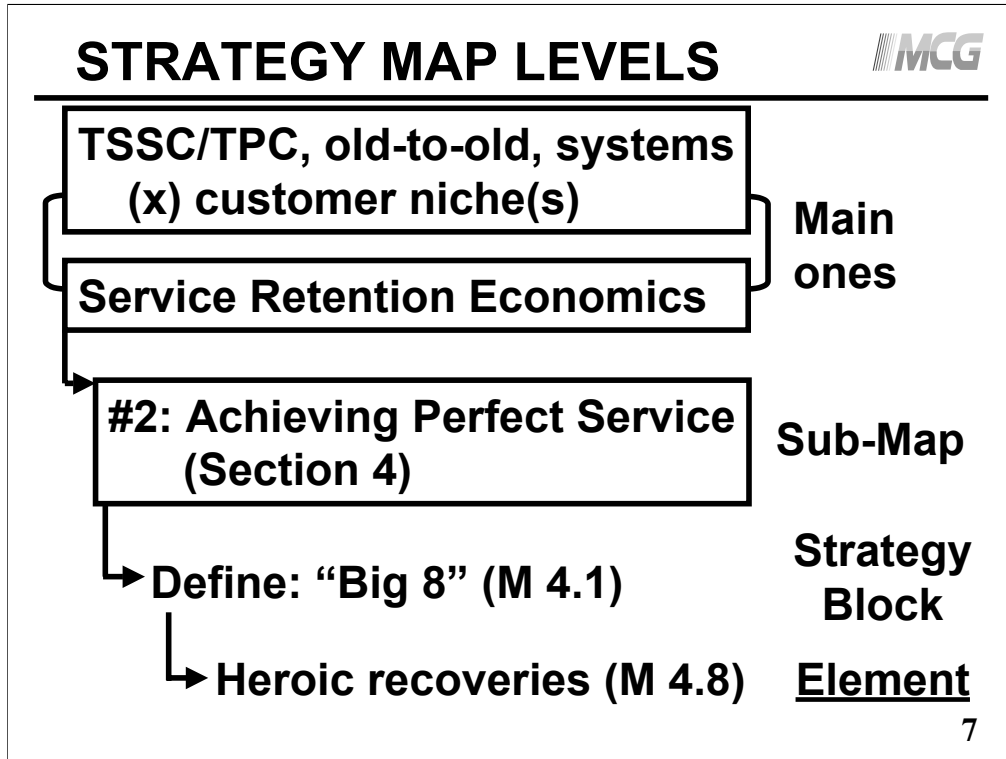 STRATEGY MAP LEVELS
MCG
TSSC/TPC, old-to-old, systems
(x) customer niche(s)
Main
ones
Service Retention Economics
#2: Achieving Perfect Service
(Section 4)
Sub-Map
Strategy
Block
Define: “Big 8” (M 4.1)
Heroic recoveries (M 4.8)
Element
7